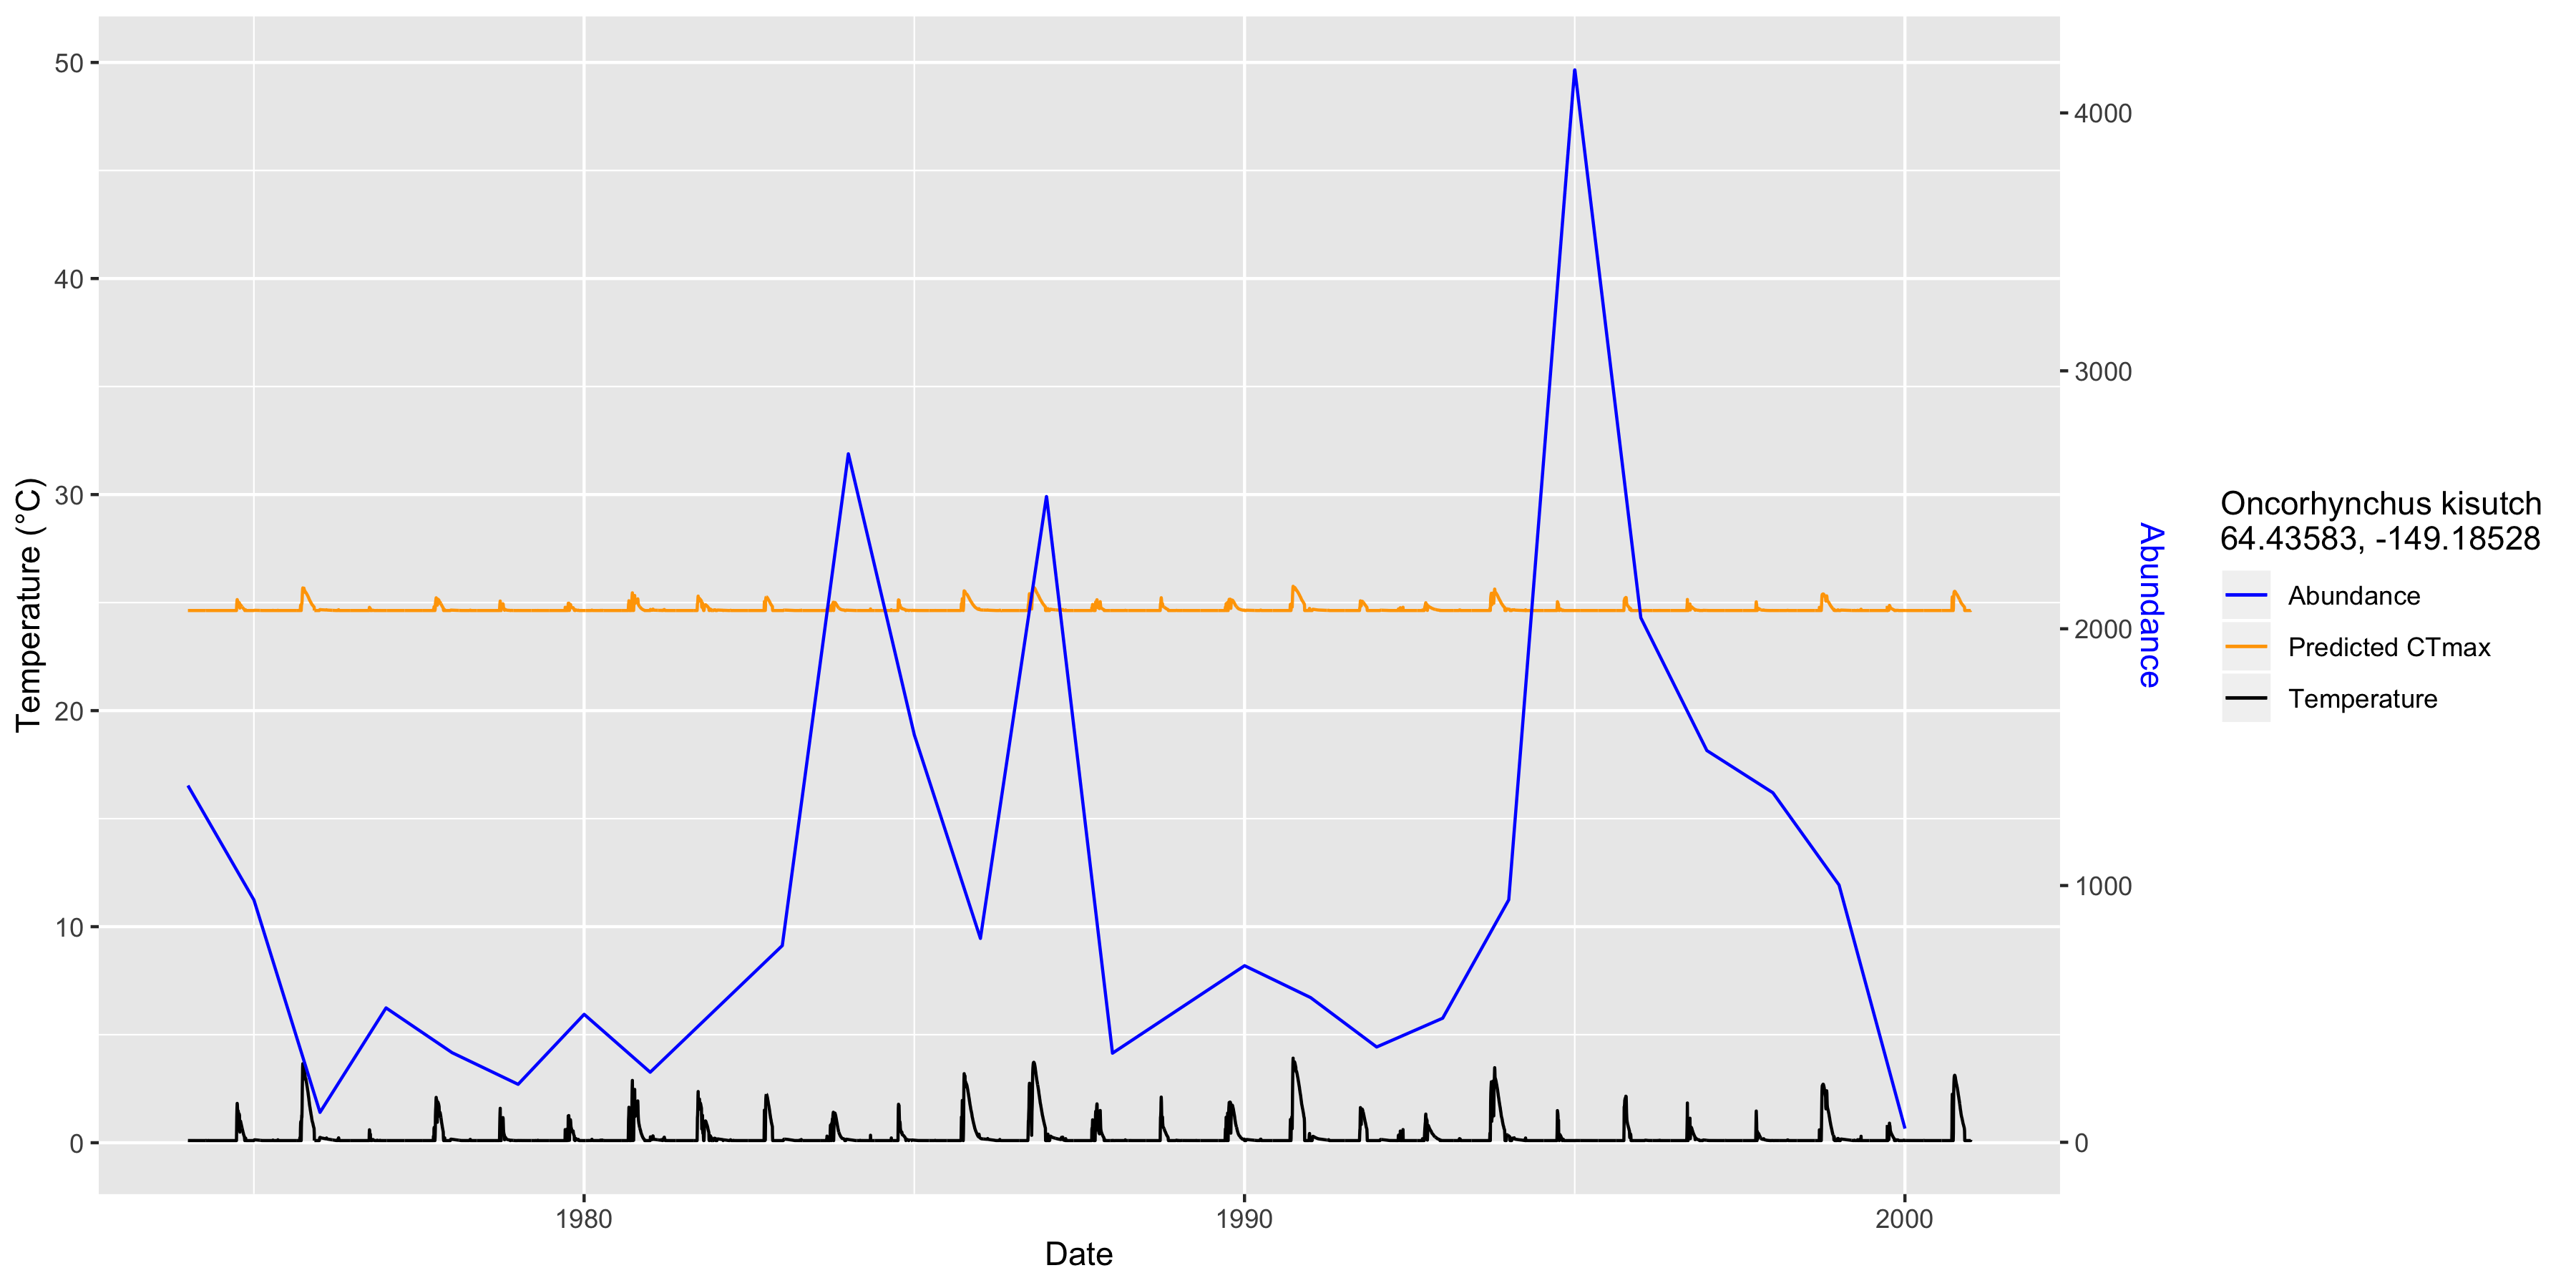 50
40
30
20
10
0
Temperature (°C)
1980
1990
2000
Date
4000
3000
2000
1000
0
Abundance
Oncorhynchus kisutch
64.43583, -149.18528
Abundance
Predicted CTmax
Temperature